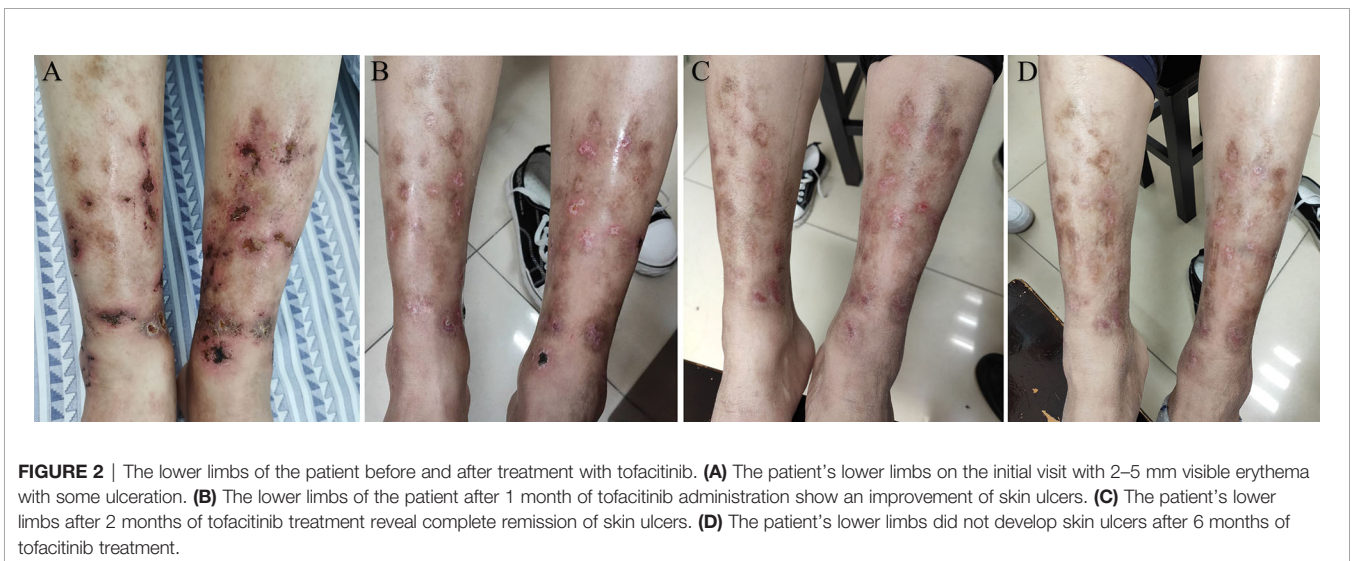 A
B
C
D
FIGURE 2 | The lower limbs of the patient before and after treatment with tofacitinib. (A) The patient’s lower limbs on the initial visit with 2–5 mm visible erythema
with some ulceration. (B) The lower limbs of the patient after 1 month of tofacitinib administration show an improvement of skin ulcers. (C) The patient’s lower
limbs after 2 months of tofacitinib treatment reveal complete remission of skin ulcers. (D) The patient’s lower limbs did not develop skin ulcers after 6 months of
tofacitinib treatment.